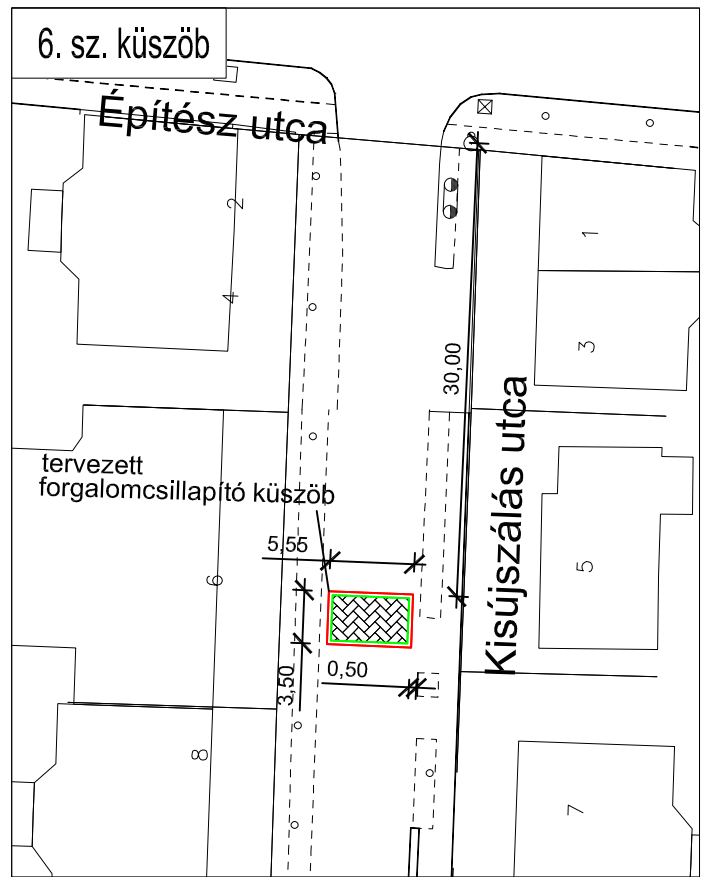 6. sz. küszöb
Építész utca
2
4
1
3
30,00
Kisújszálás utca
tervezett
forgalomcsillapító küszöb
5,55
6
5
3,50
0,50
8
7